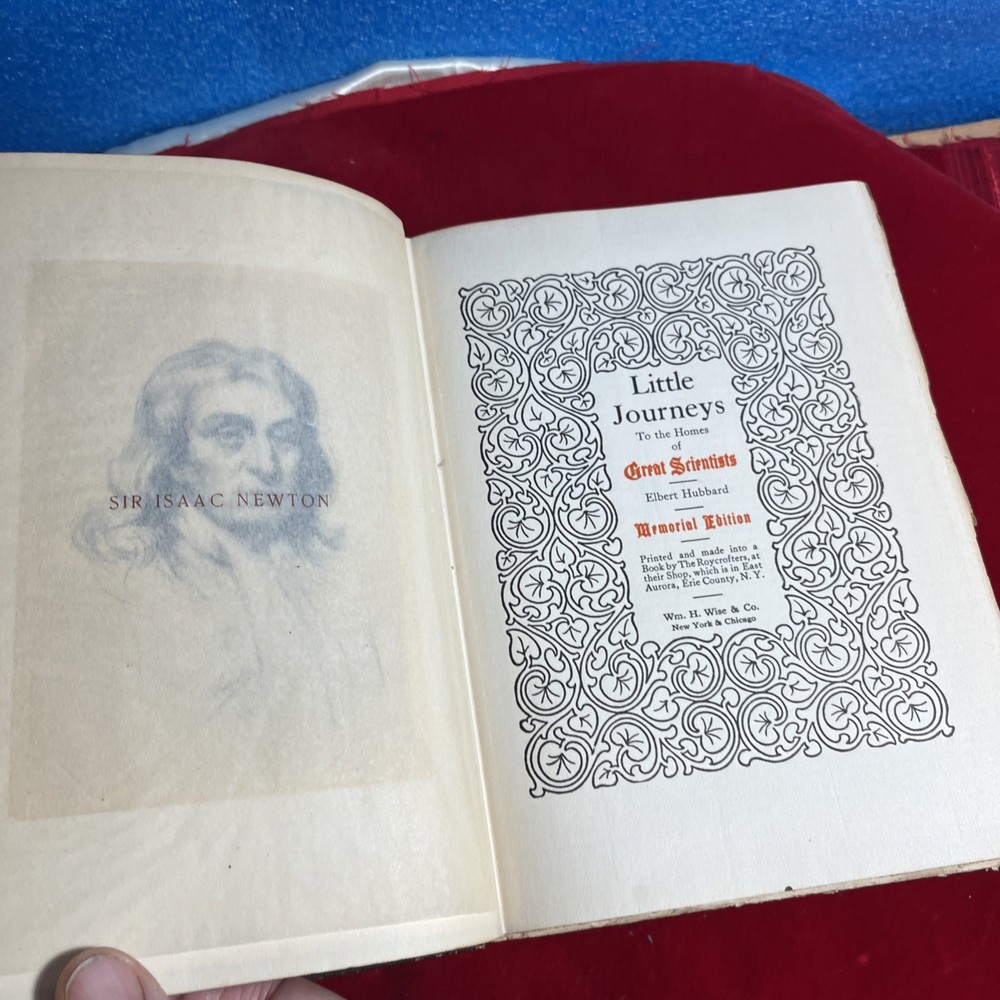 SIR ISAAC NEWTON
Little
Journeys
To the Homes
of
Great Scientists
Elbert Hubbard
Memorial Edition
Printed and made into a
Book by The Roycrofters, at
their Shop, which is in East
Aurora, Erie County, N. Y.
Wm. H. Wise & Co.
New York & Chicago